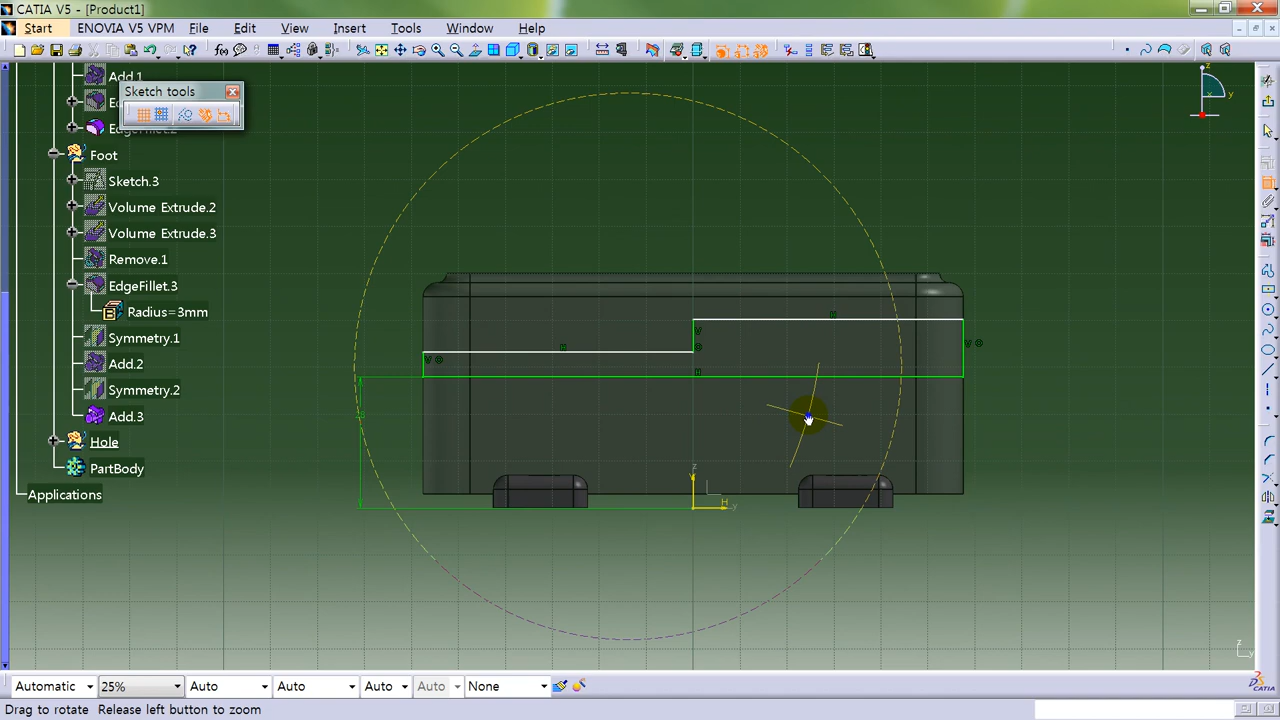 CATIA V5 - [Product1]
Start ENOVIA V5 VPM File Edit View Insert Tools Window Help
Add.1
Sketch tools
EdgeFillet.2
Foot
Sketch.3
Volume Extrude.2
Volume Extrude.3
Remove.1
EdgeFillet.3
Radius=3mm
Symmetry.1
Add.2
Symmetry.2
Add.3
Hole
PartBody
Applications
z
y
x
H
V
H
V
H
V
H
z
y
z
y
Automatic 25% Auto Auto Auto Auto None
Drag to rotate Release left button to zoom
CATIA